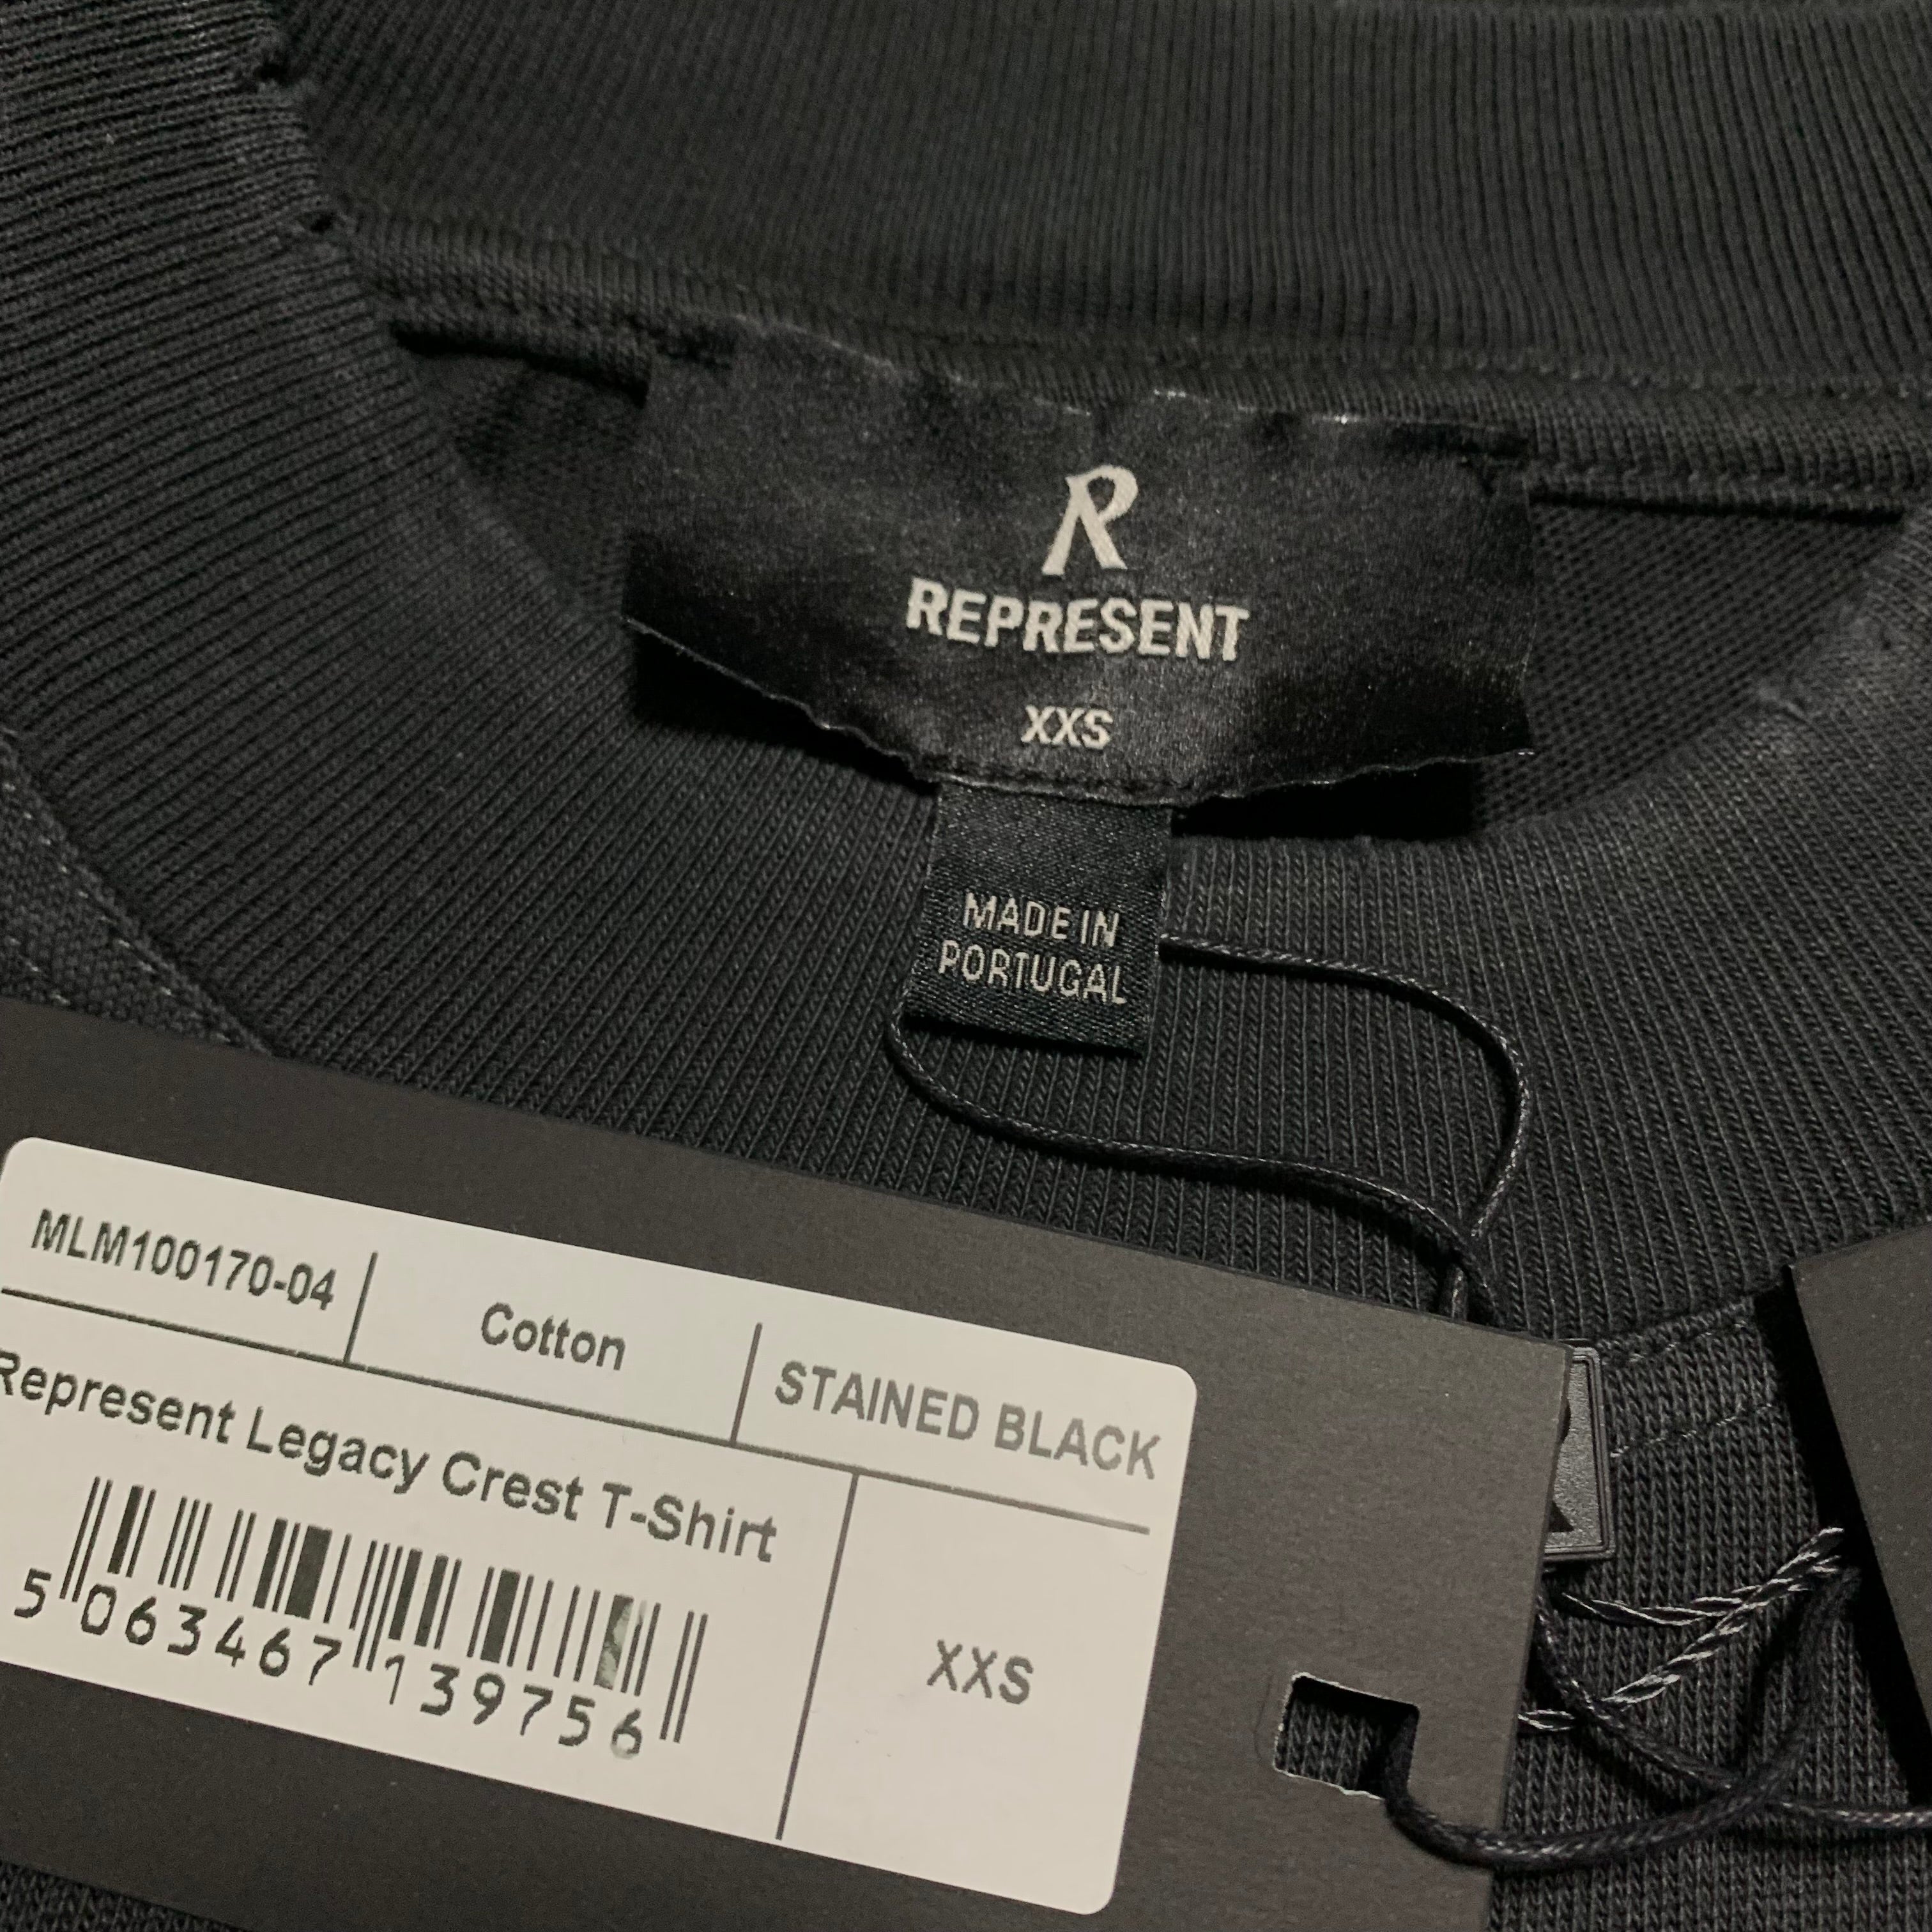 R
REPRESENT
XXS
MADE IN
PORTUGAL
MLM100170-04
Cotton
STAINED BLACK
Represent Legacy Crest T-Shirt
5 063467 139756
XXS